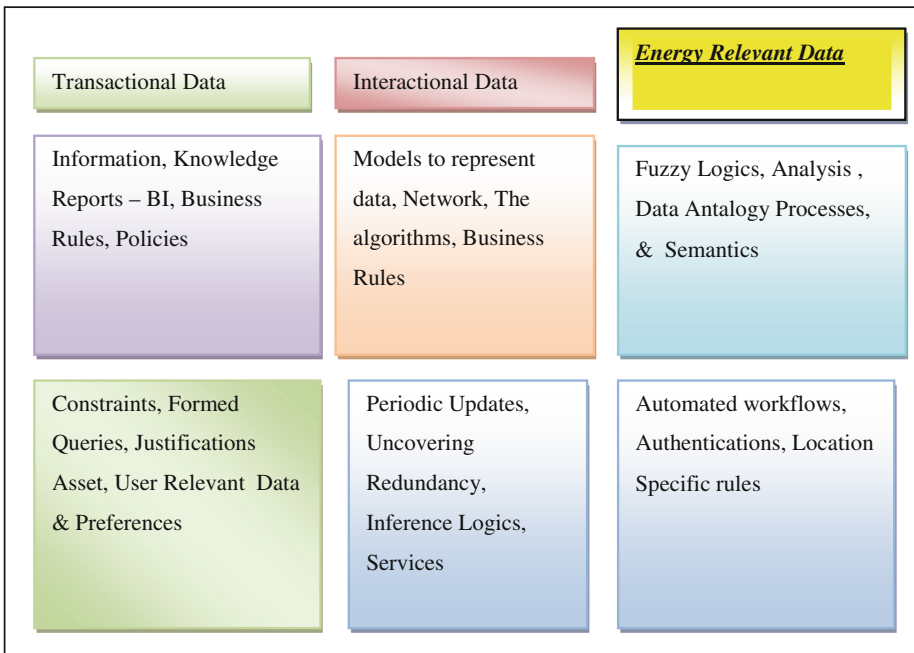 Transactional Data
Interactional Data
Energy Relevant Data
Information, Knowledge
Reports – BI, Business
Rules, Policies
Models to represent
data, Network, The
algorithms, Business
Rules
Fuzzy Logics, Analysis ,
Data Antalogy Processes,
& Semantics
Constraints, Formed
Queries, Justifications
Asset, User Relevant Data
& Preferences
Periodic Updates,
Uncovering
Redundancy,
Inference Logics,
Services
Automated workflows,
Authentications, Location
Specific rules